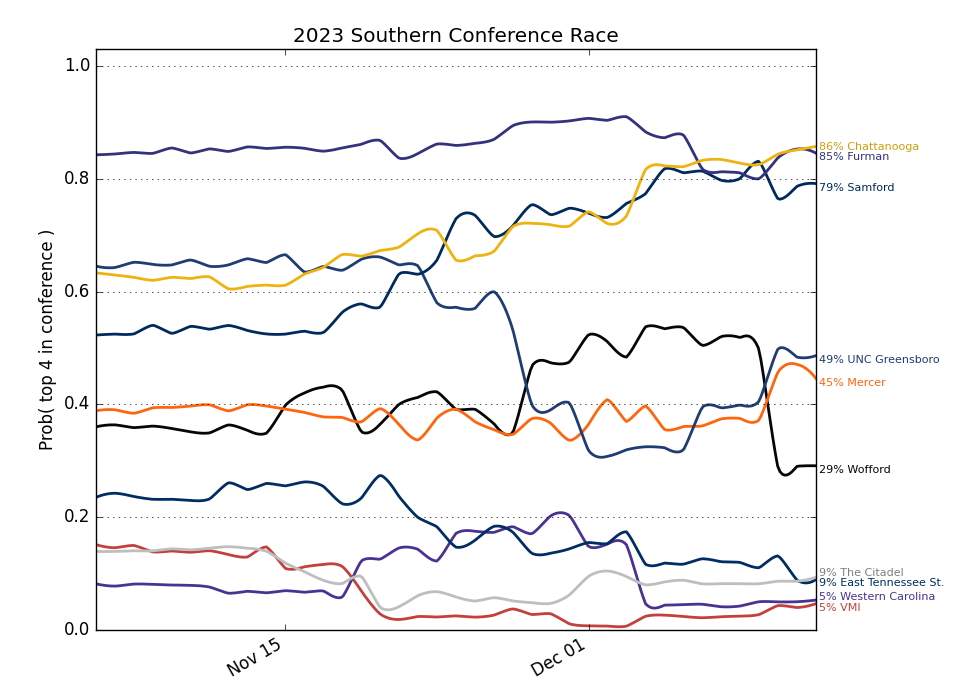 2023 Southern Conference Race
Prob( top 4 in conference )
1.0
0.8
0.6
0.4
0.2
0.0
Nov 15
Dec 01
86% Chattanooga
85% Furman
79% Samford
49% UNC Greensboro
45% Mercer
29% Wofford
9% The Citadel
9% East Tennessee St.
5% Western Carolina
5% VMI